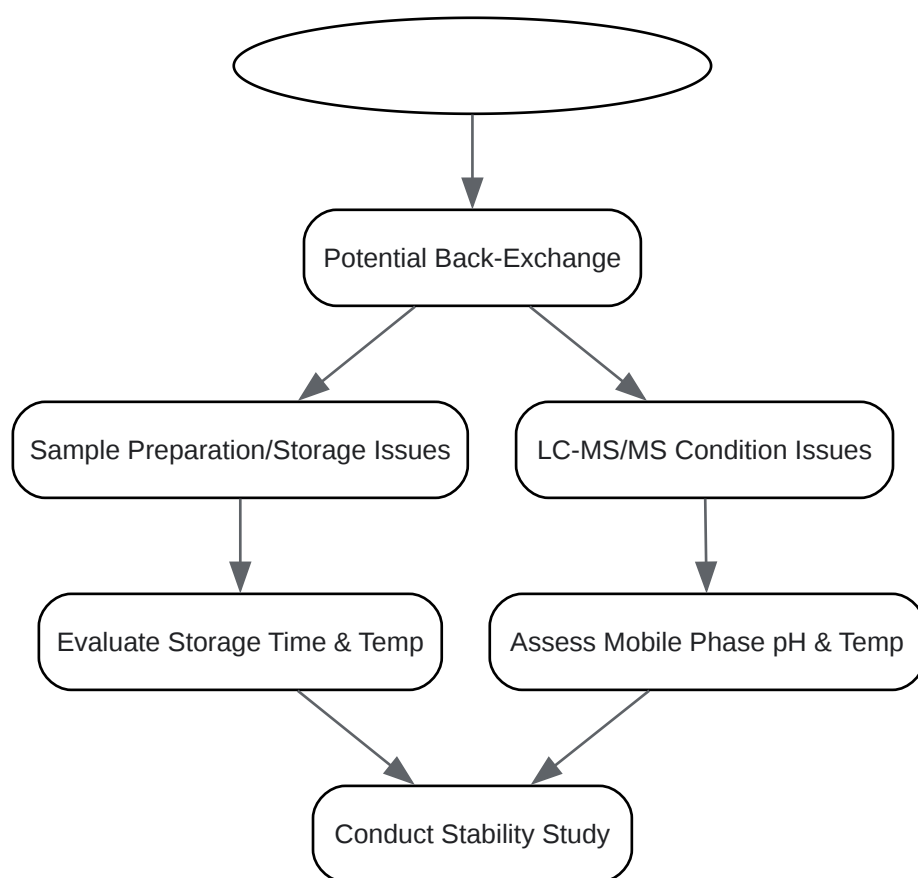 Potential Back-Exchange
Sample Preparation/Storage Issues
LC-MS/MS Condition Issues
Evaluate Storage Time & Temp
Assess Mobile Phase pH & Temp
Conduct Stability Study